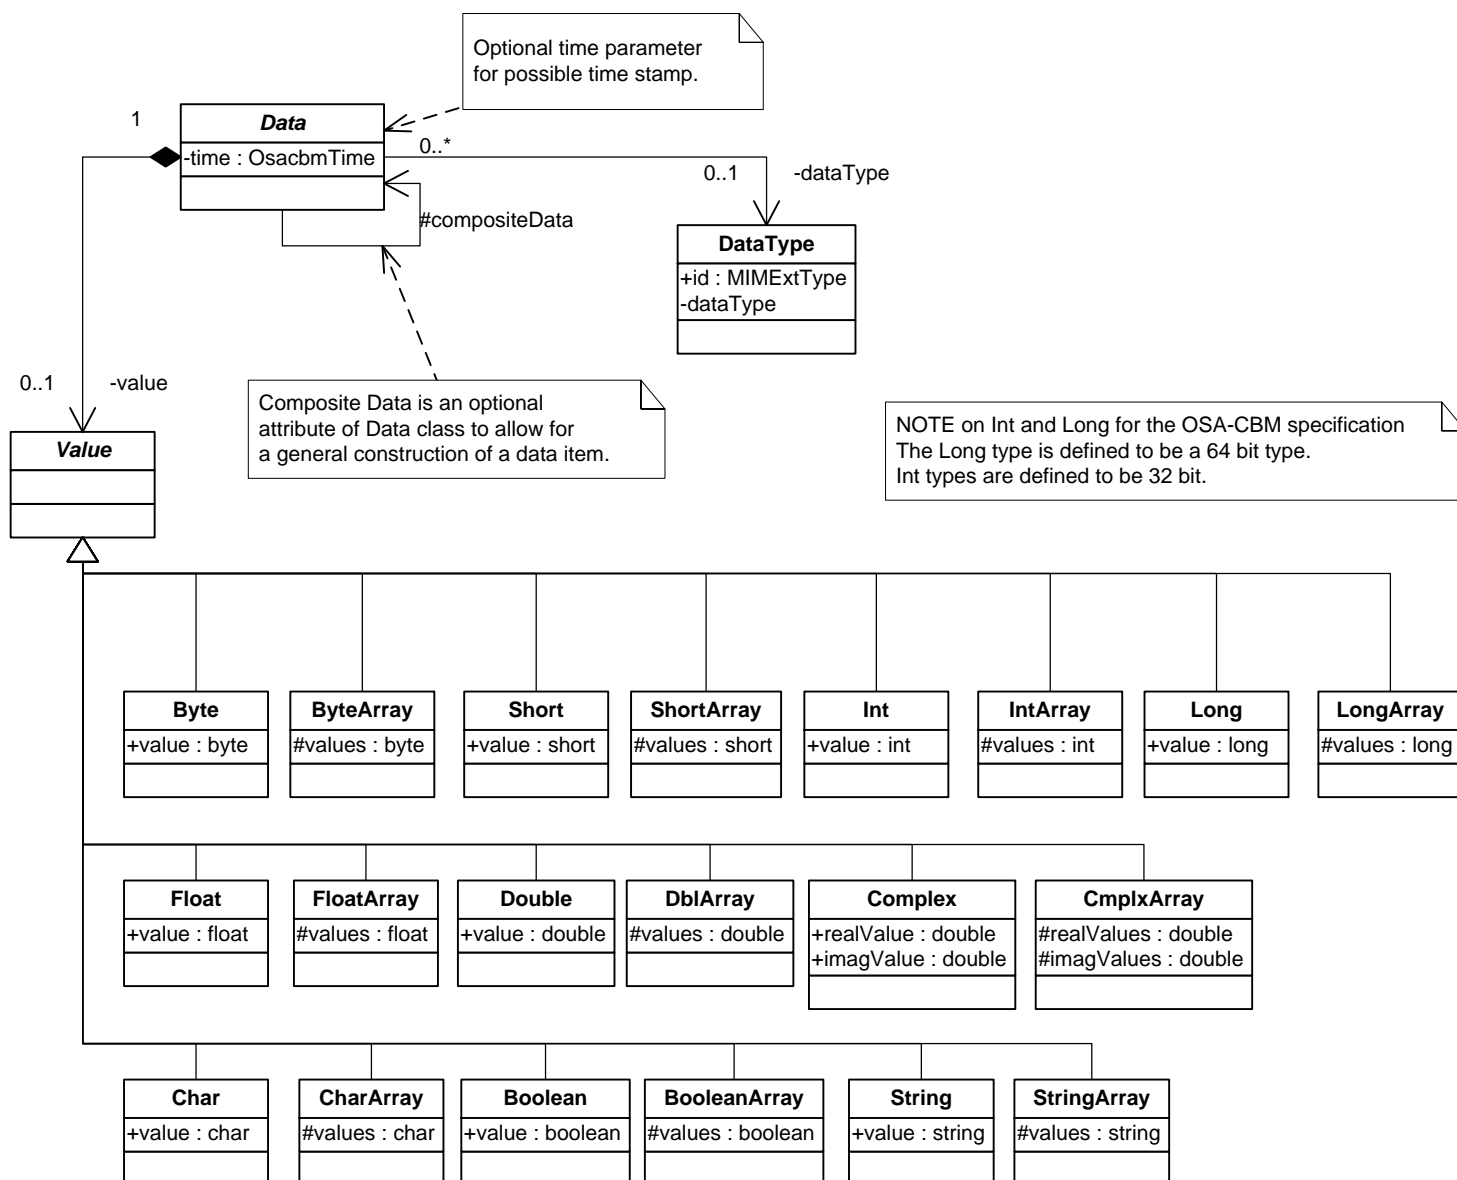 Optional time parameter
for possible time stamp.
1
Data
-time : OsacbmTime
0..*
0..1
-dataType
#compositeData
DataType
+id : MIMExtType
-dataType
0..1
-value
Composite Data is an optional
attribute of Data class to allow for
a general construction of a data item.
NOTE on Int and Long for the OSA-CBM specification
The Long type is defined to be a 64 bit type.
Int types are defined to be 32 bit.
Value
Byte
+value : byte
ByteArray
#values : byte
Short
+value : short
ShortArray
#values : short
Int
+value : int
IntArray
#values : int
Long
+value : long
LongArray
#values : long
Float
+value : float
FloatArray
#values : float
Double
+value : double
DblArray
#values : double
Complex
+realValue : double
+imagValue : double
CmplxArray
#realValues : double
#imagValues : double
Char
+value : char
CharArray
#values : char
Boolean
+value : boolean
BooleanArray
#values : boolean
String
+value : string
StringArray
#values : string